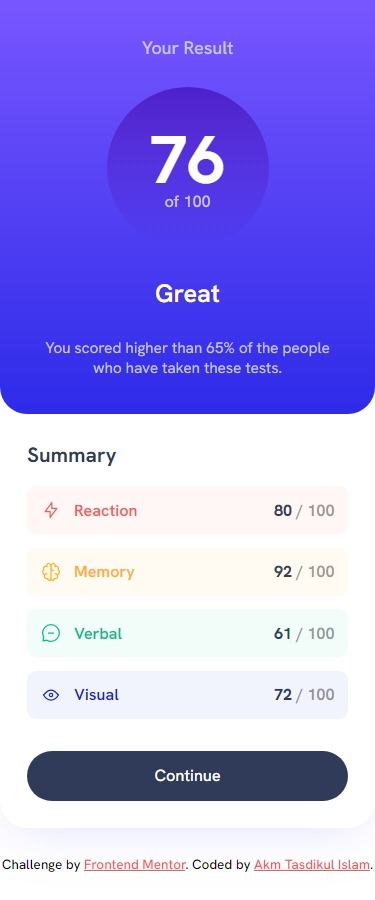 Your Result
76
of 100
Great
You scored higher than 65% of the people
who have taken these tests.
Summary
Reaction 80 / 100
Memory 92 / 100
Verbal 61 / 100
Visual 72 / 100
Continue
Challenge by Frontend Mentor. Coded by Akm Tasdikul Islam.